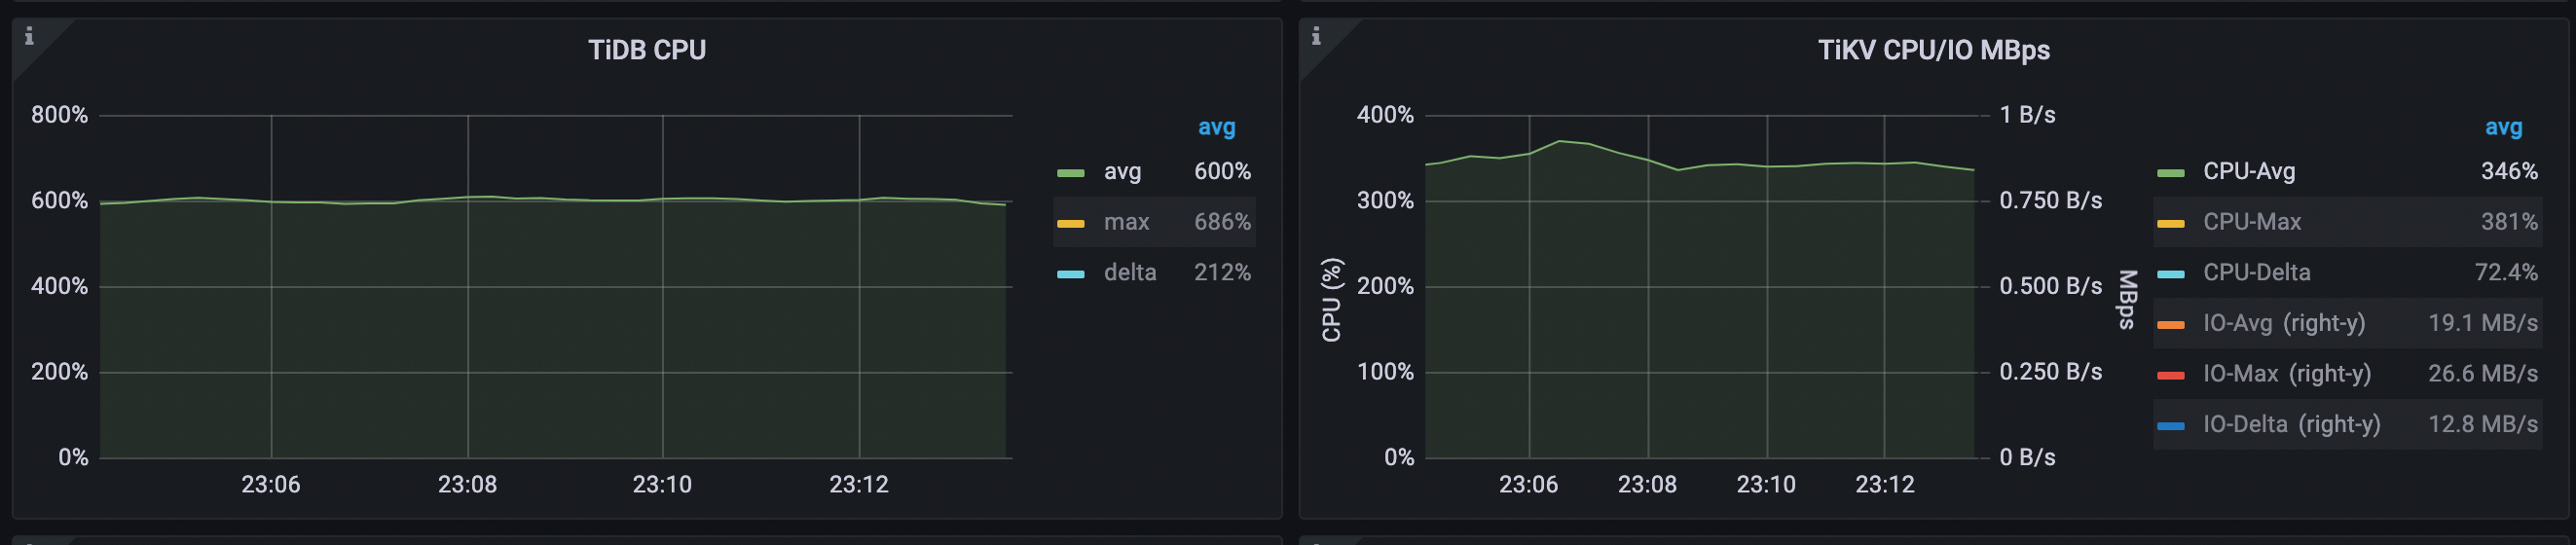 TiDB CPU
800%
600%
400%
200%
0%
23:06 23:08 23:10 23:12
avg
avg 600%
max 686%
delta 212%
TiKV CPU/IO MBps
CPU (%)
400%
300%
200%
100%
0%
1 B/s
0.750 B/s
0.500 B/s
0.250 B/s
0 B/s
MBps
23:06 23:08 23:10 23:12
avg
CPU-Avg 346%
CPU-Max 381%
CPU-Delta 72.4%
IO-Avg (right-y) 19.1 MB/s
IO-Max (right-y) 26.6 MB/s
IO-Delta (right-y) 12.8 MB/s